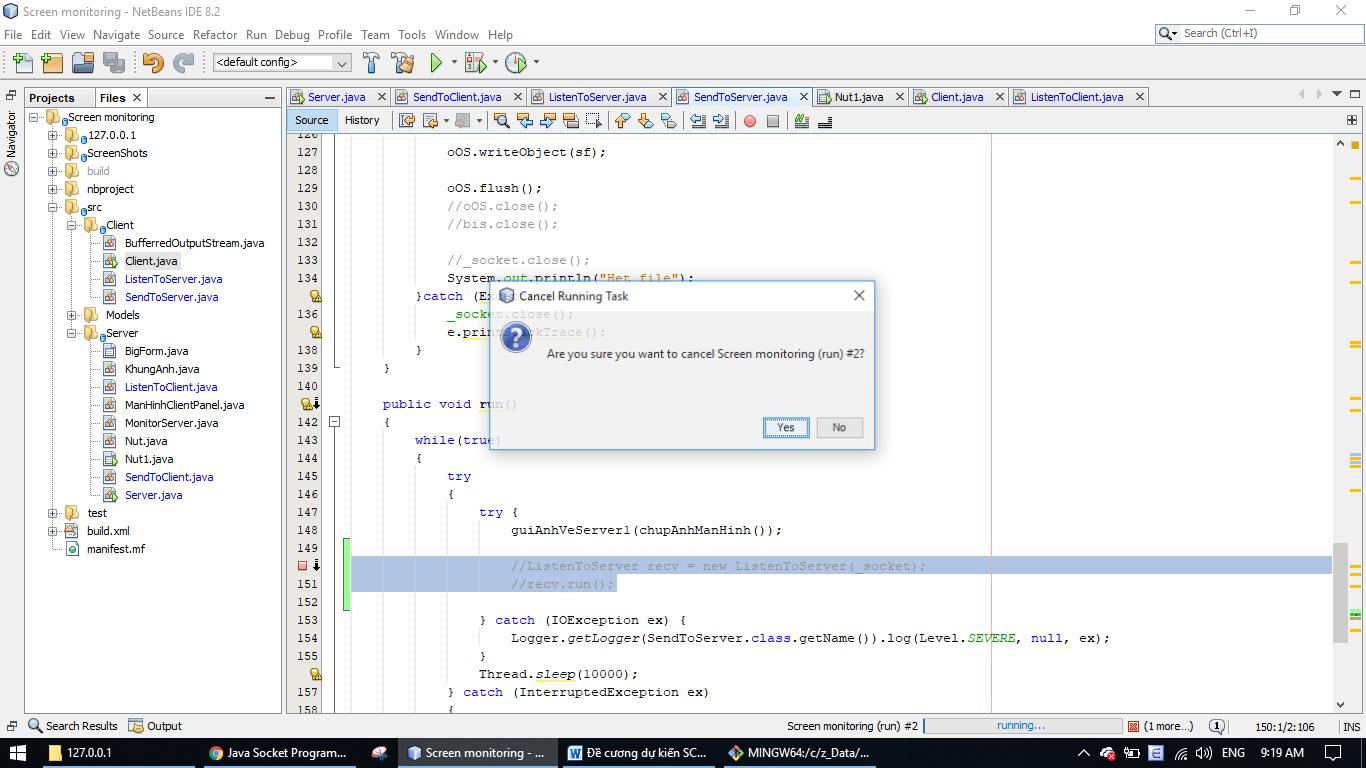 Screen monitoring - NetBeans IDE 8.2
File Edit View Navigate Source Refactor Run Debug Profile Team Tools Window Help
Search (Ctrl+I)
<default config>
Projects Files
Server.java SendToClient.java ListenToServer.java SendToServer.java Nut1.java Client.java ListenToClient.java
Navigator
Source History
Screen monitoring
127.0.0.1
ScreenShots
build
nbproject
src
Client
BufferredOutputStream.java
Client.java
ListenToServer.java
SendToServer.java
Models
Server
BigForm.java
KhungAnh.java
ListenToClient.java
ManHinhClientPanel.java
MonitorServer.java
Nut.java
Nut1.java
SendToClient.java
Server.java
test
build.xml
manifest.mf
126
127 oOS.writeObject(sf);
128
129 oOS.flush();
130 //oOS.close();
131 //bis.close();
132
133 //_socket.close();
134 System.out.println("Het file");
}catch (Ex
136 _socket.close();
e.printStackTrace();
138 }
139 }
140
public void run()
142 {
143 while(true)
144 {
145 try
146 {
147 try {
148 guiAnhVeServer1(chupAnhManHinh());
149
//ListenToServer recv = new ListenToServer(_socket);
151 //recv.run();
152
153 } catch (IOException ex) {
154 Logger.getLogger(SendToServer.class.getName()).log(Level.SEVERE, null, ex);
155 }
Thread.sleep(10000);
157 } catch (InterruptedException ex)
158 {
Cancel Running Task
Are you sure you want to cancel Screen monitoring (run) #2?
Yes No
Search Results Output
Screen monitoring (run) #2 running... (1 more...) 1 150:1/2:106 INS
127.0.0.1 Java Socket Program... Screen monitoring - ... Đề cương dự kiến SC... MINGW64:/c/z_Data/...
ENG 9:19 AM